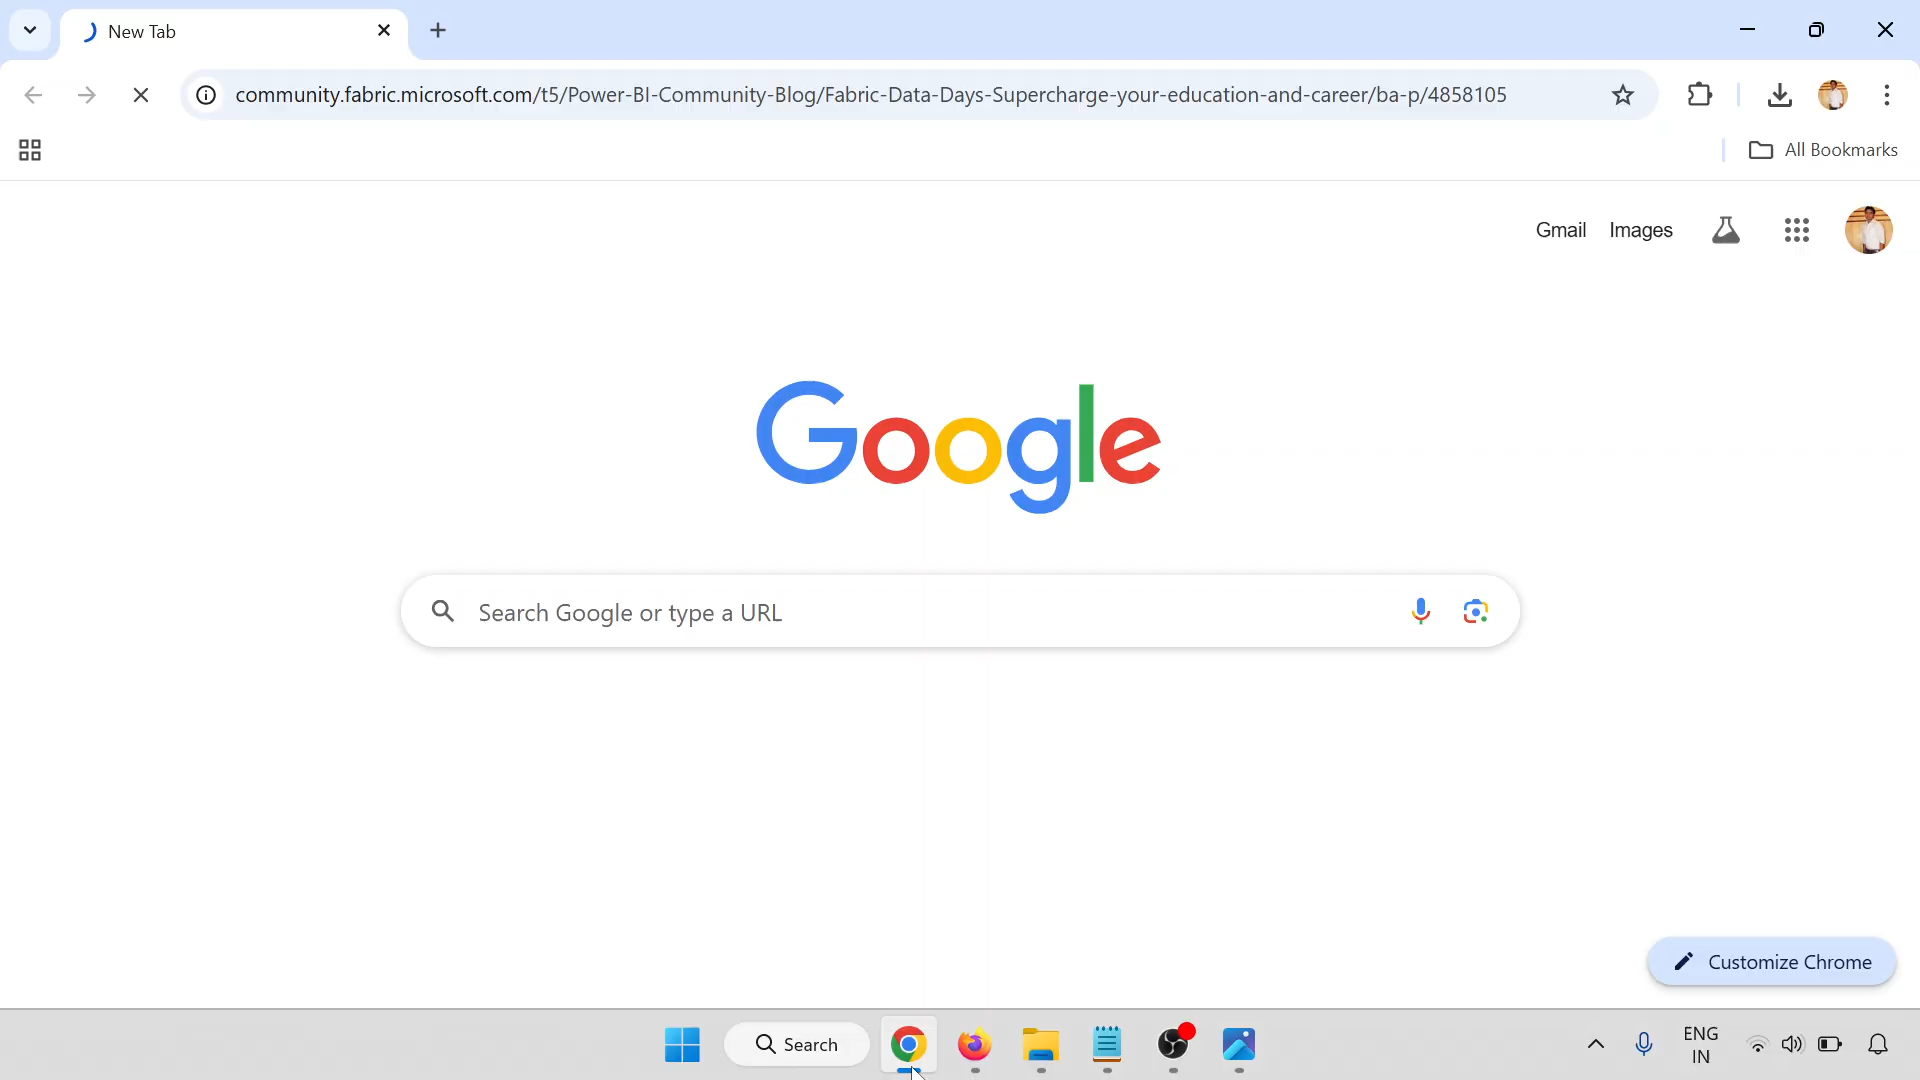 New Tab
community.fabric.microsoft.com/t5/Power-BI-Community-Blog/Fabric-Data-Days-Supercharge-your-education-and-career/ba-p/4858105
All Bookmarks
Gmail Images
Google
Search Google or type a URL
Customize Chrome
Search
ENG
IN